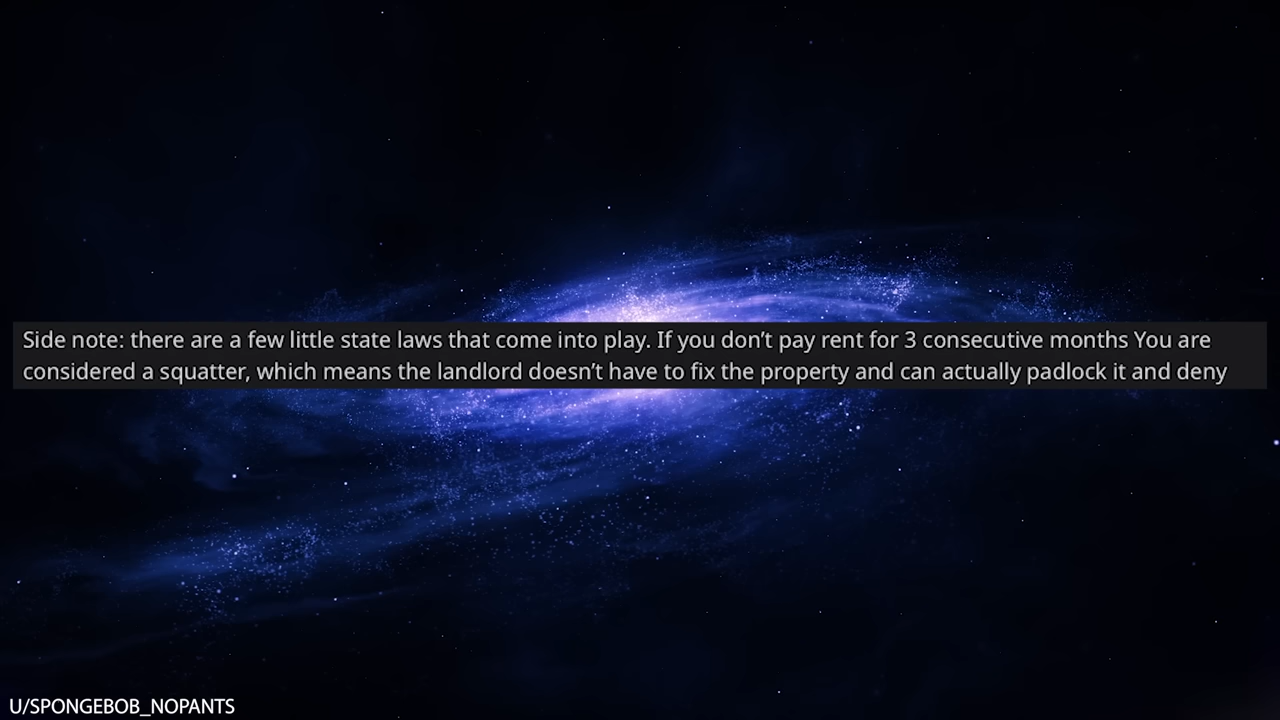 Side note: there are a few little state laws that come into play. If you don’t pay rent for 3 consecutive months You are
considered a squatter, which means the landlord doesn’t have to fix the property and can actually padlock it and deny
U/SPONGEBOB_NOPANTS